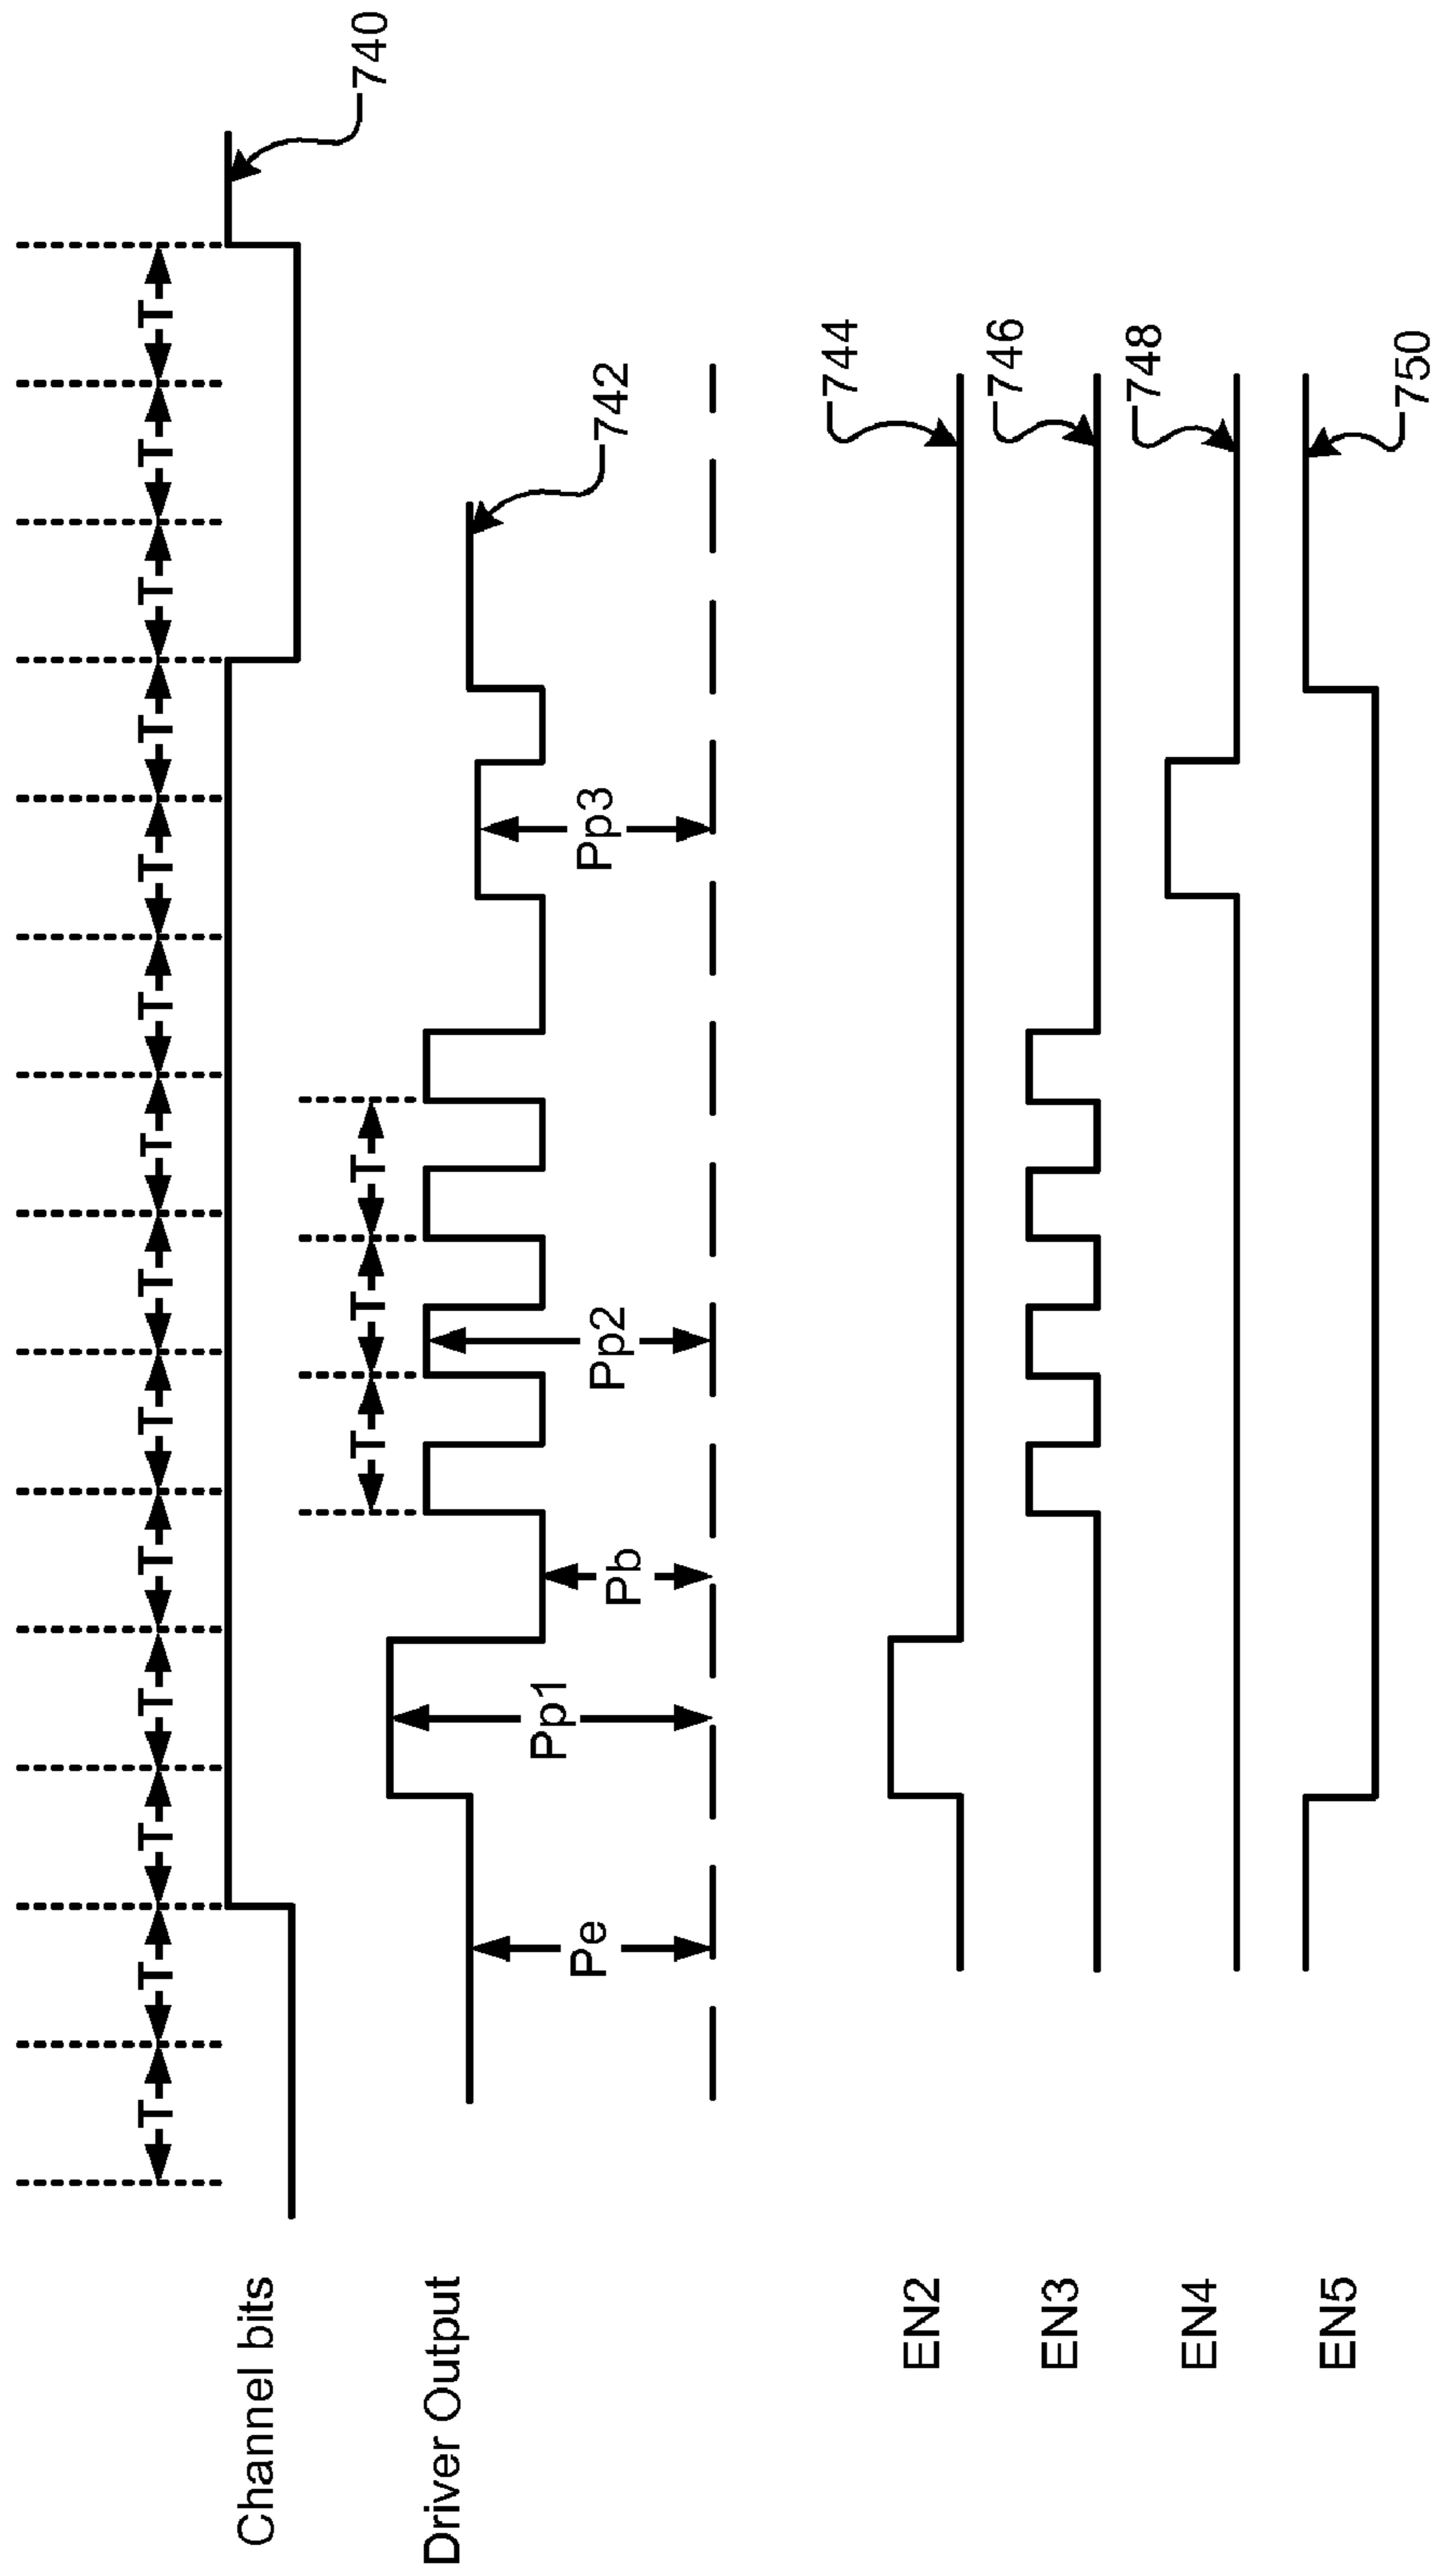 T T T T T T T T T T T T T T
Channel bits
740
T T T
Driver Output
742
Pe Pp1 Pb Pp2 Pp3
EN2
744
EN3
746
EN4
748
EN5
750